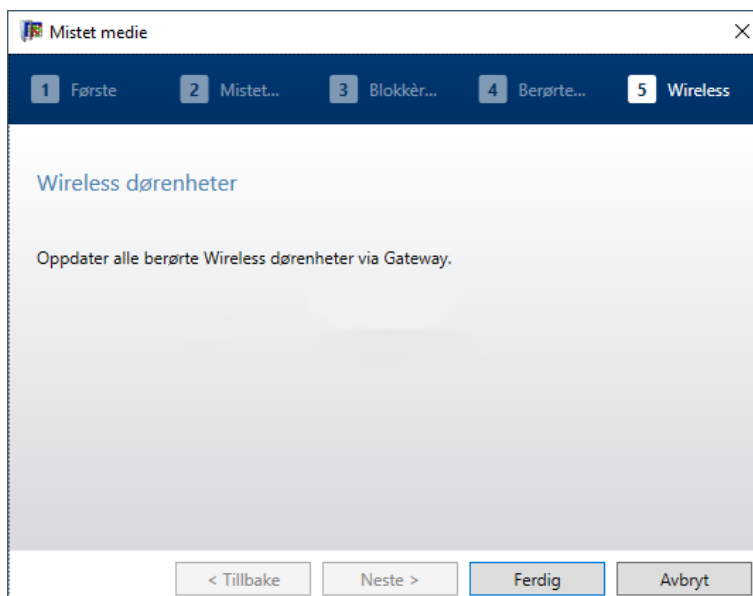 Mistet medie
1 Første 2 Mistet... 3 Blokkèr... 4 Berørte... 5 Wireless
Wireless dørenheter
Oppdater alle berørte Wireless dørenheter via Gateway.
< Tillbake Neste > Ferdig Avbryt